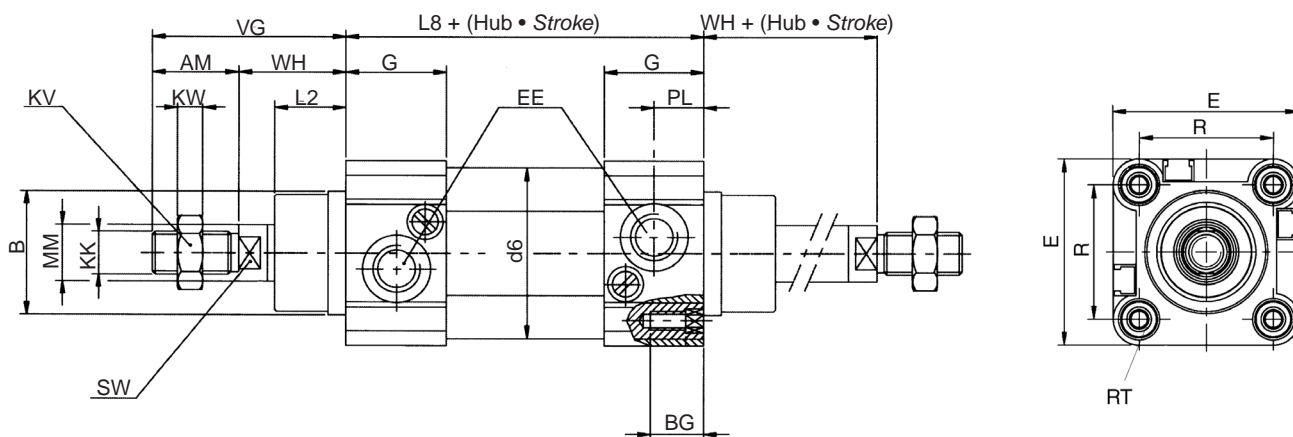 VG
L8 + (Hub • Stroke)
WH + (Hub • Stroke)
AM
WH
G
G
KV
KW
L2
EE
PL
E
R
B
MM
KK
d6
E
R
SW
BG
RT